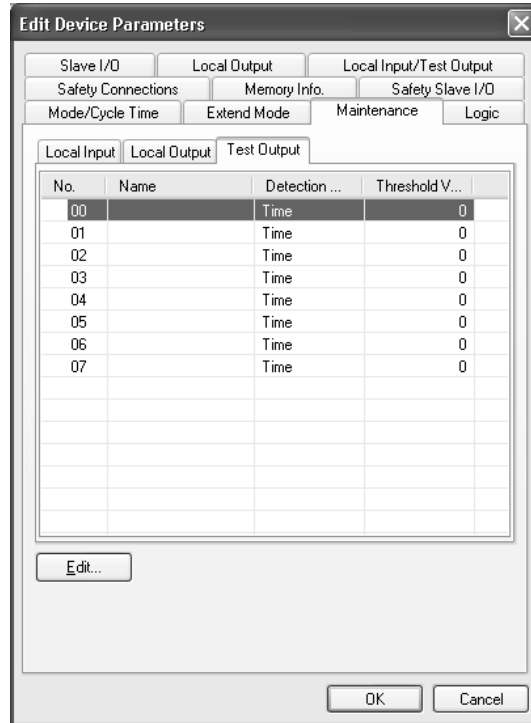 Edit Device Parameters
Slave I/O Local Output Local Input/Test Output
Safety Connections Memory Info. Safety Slave I/O
Mode/Cycle Time Extend Mode Maintenance Logic
Local Input Local Output Test Output
No. Name Detection ... Threshold V...
00 Time 0
01 Time 0
02 Time 0
03 Time 0
04 Time 0
05 Time 0
06 Time 0
07 Time 0
Edit...
OK Cancel